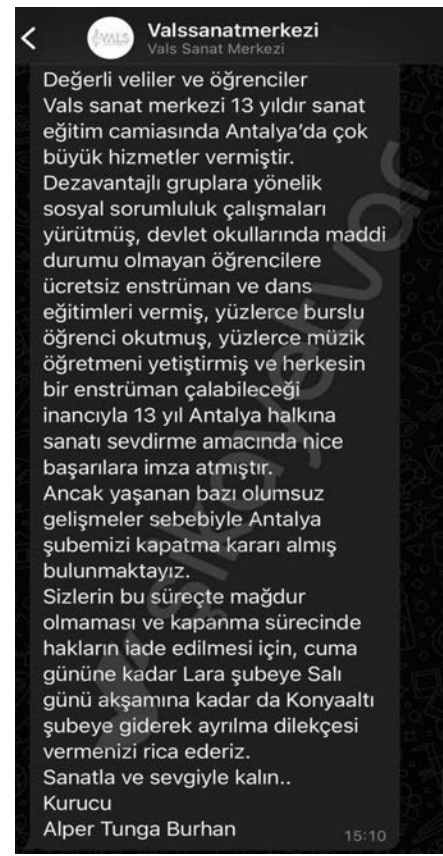 Valssanatmerkezi
Vals Sanat Merkezi
VALS
Değerli veliler ve öğrenciler
Vals sanat merkezi 13 yıldır sanat
eğitim camiasında Antalya'da çok
büyük hizmetler vermiştir.
Dezavantajlı gruplara yönelik
sosyal sorumluluk çalışmaları
yürütmüş, devlet okullarında maddi
durumu olmayan öğrencilere
ücretsiz enstrüman ve dans
eğitimleri vermiş, yüzlerce burslu
öğrenci okutmuş, yüzlerce müzik
öğretmeni yetiştirmiş ve herkesin
bir enstrüman çalabileceği
inancıyla 13 yıl Antalya halkına
sanatı sevdirme amacında nice
başarılara imza atmıştır.
Ancak yaşanan bazı olumsuz
gelişmeler sebebiyle Antalya
şubemizi kapatma kararı almış
bulunmaktayız.
Sizlerin bu süreçte mağdur
olmaması ve kapanma sürecinde
hakların iade edilmesi için, cuma
gününe kadar Lara şubeye Salı
günü akşamına kadar da Konyaaltı
şubeye giderek ayrılma dilekçesi
vermenizi rica ederiz.
Sanatla ve sevgiyle kalın..
Kurucu
Alper Tunga Burhan
15:10
şikayetvar